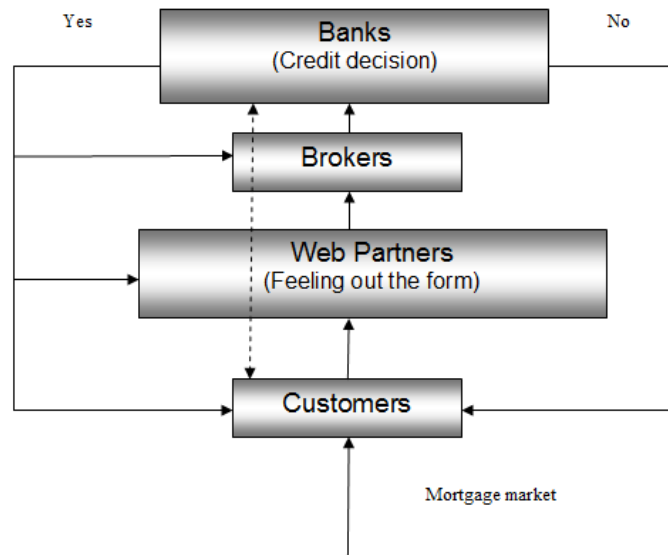 Yes
No
Banks
(Credit decision)
Brokers
Web Partners
(Feeling out the form)
Customers
Mortgage market